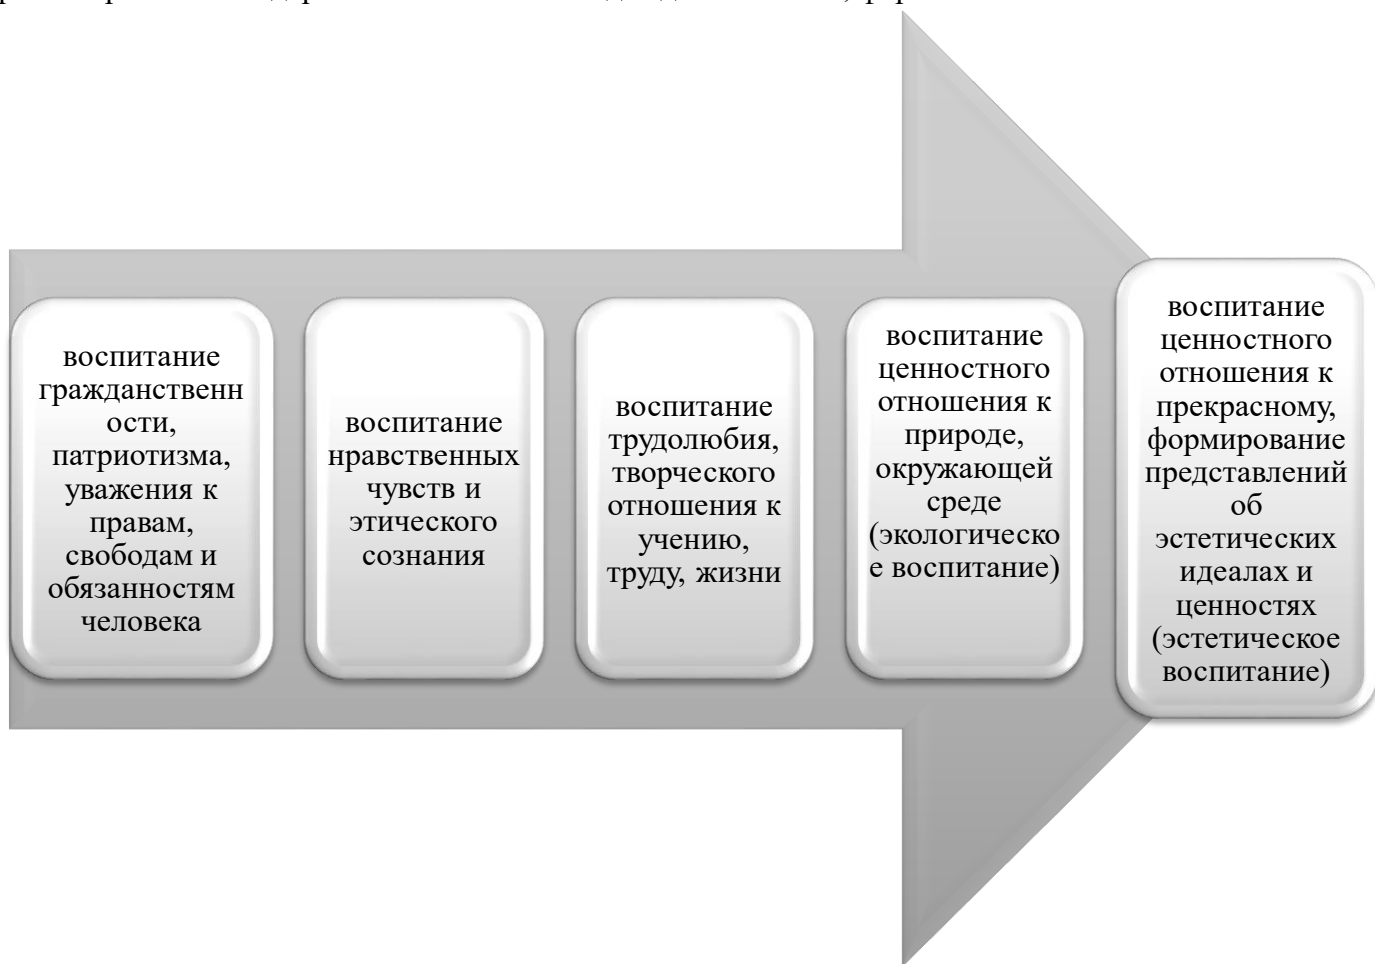 воспитание
гражданственн
ости,
патриотизма,
уважения к
правам,
свободам и
обязанностям
человека
воспитание
нравственных
чувств и
этического
сознания
воспитание
трудолюбия,
творческого
отношения к
учению,
труду, жизни
воспитание
ценностного
отношения к
природе,
окружающей
среде
(экологическо
е воспитание)
воспитание
ценностного
отношения к
прекрасному,
формирование
представлений
об
эстетических
идеалах и
ценностях
(эстетическое
воспитание)